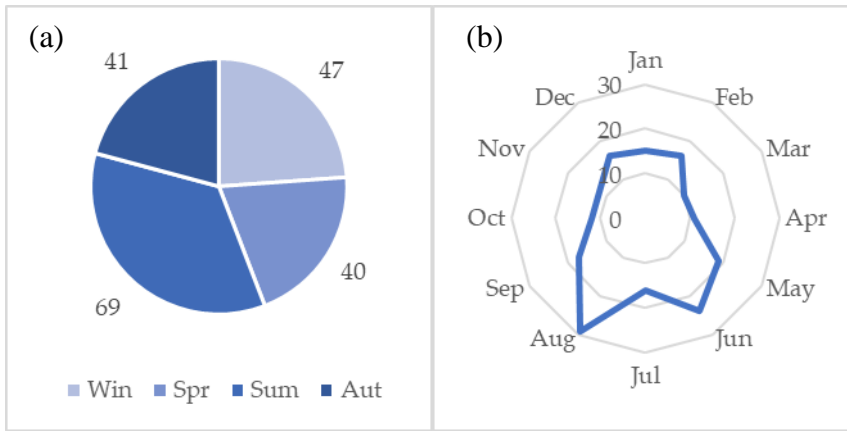 (a)
41
47
40
69
Win Spr Sum Aut
(b)
Jan
Feb
Mar
Apr
May
Jun
Jul
Aug
Sep
Oct
Nov
Dec
30
20
10
0